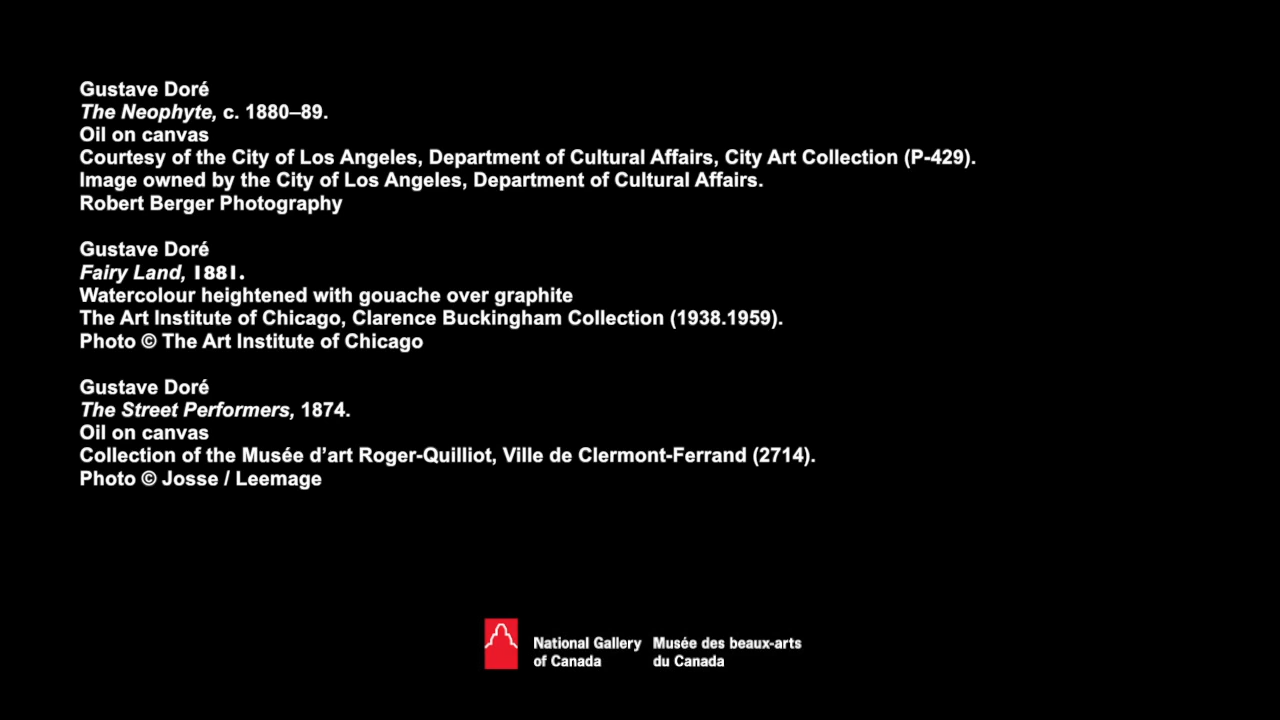 Gustave Doré
The Neophyte, c. 1880–89.
Oil on canvas
Courtesy of the City of Los Angeles, Department of Cultural Affairs, City Art Collection (P-429).
Image owned by the City of Los Angeles, Department of Cultural Affairs.
Robert Berger Photography
Gustave Doré
Fairy Land, 1881.
Watercolour heightened with gouache over graphite
The Art Institute of Chicago, Clarence Buckingham Collection (1938.1959).
Photo © The Art Institute of Chicago
Gustave Doré
The Street Performers, 1874.
Oil on canvas
Collection of the Musée d’art Roger-Quilliot, Ville de Clermont-Ferrand (2714).
Photo © Josse / Leemage
National Gallery
of Canada
Musée des beaux-arts
du Canada